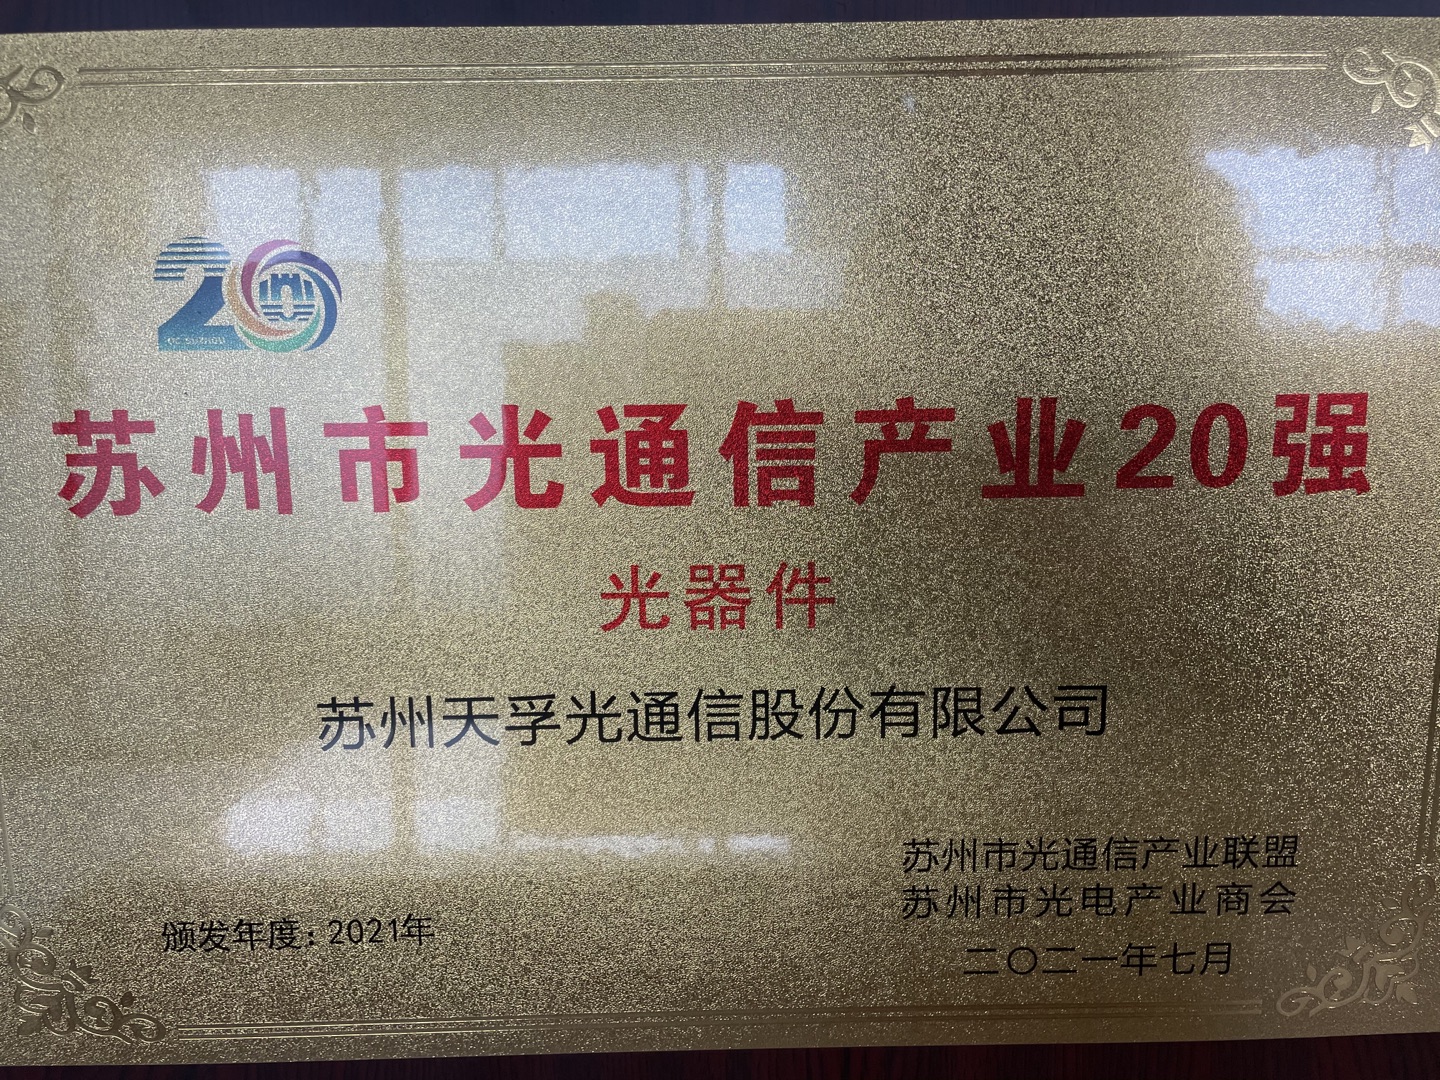 20
OC SUZHOU
苏州市光通信产业20强
光器件
苏州天孚光通信股份有限公司
苏州市光通信产业联盟
苏州市光电产业商会
颁发年度：2021年
二〇二一年七月